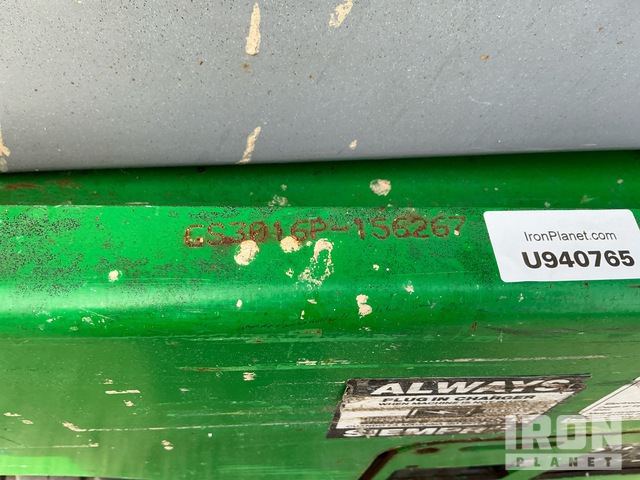 GS3016P-156267
IronPlanet.com
U940765
ALWAYS
PLUG IN CHARGER
IRON
PLANET